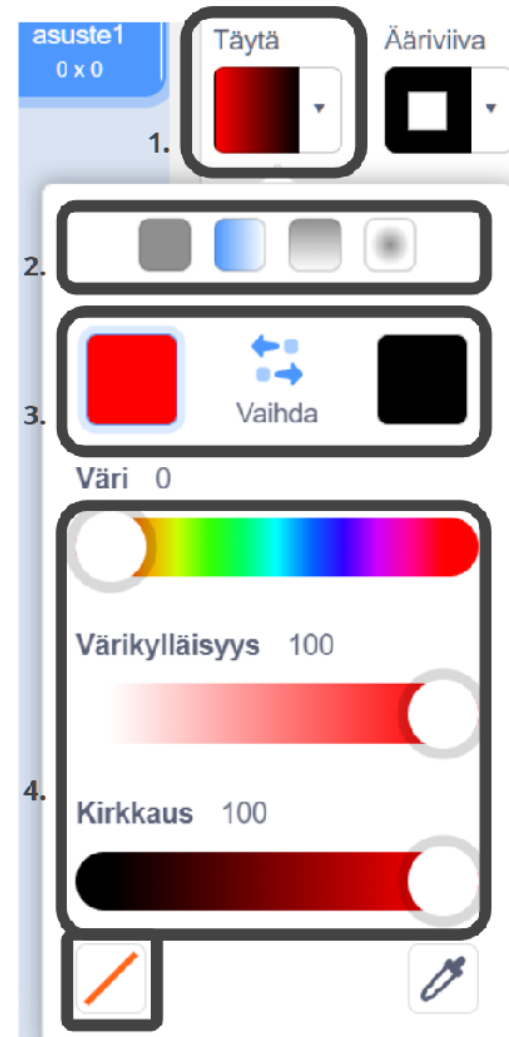 asuste1
0 x 0
Täytä
Ääriviiva
1.
2.
3.
Vaihda
Väri 0
Värikylläisyys 100
4.
Kirkkaus 100